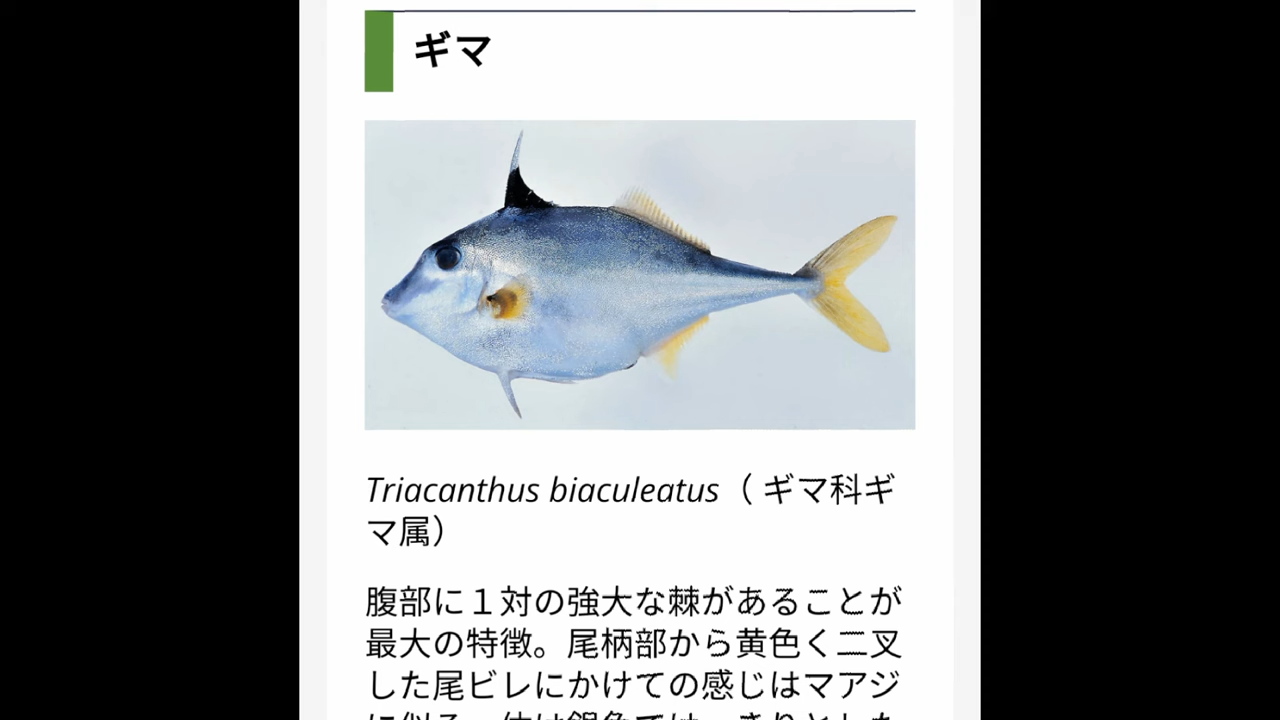 ギマ
Triacanthus biaculeatus（ ギマ科ギ
マ属）
腹部に１対の強大な棘があることが
最大の特徴。尾柄部から黄色く二叉
した尾ビレにかけての感じはマアジ